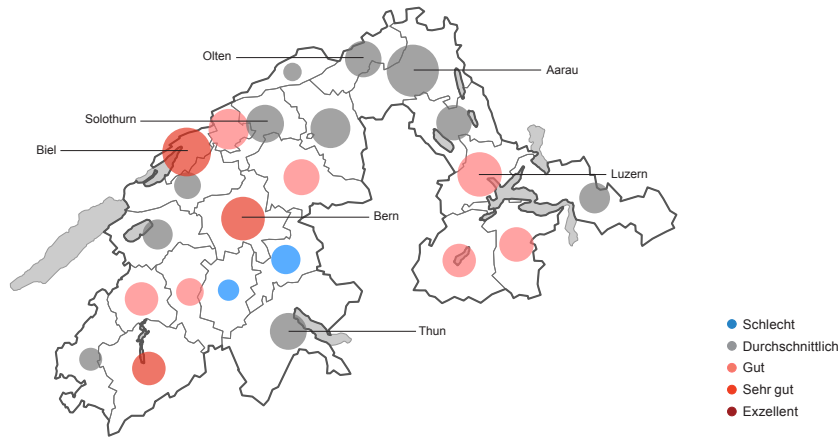 Olten
Aarau
Solothurn
Biel
Luzern
Bern
Thun
Schlecht
Durchschnittlich
Gut
Sehr gut
Exzellent